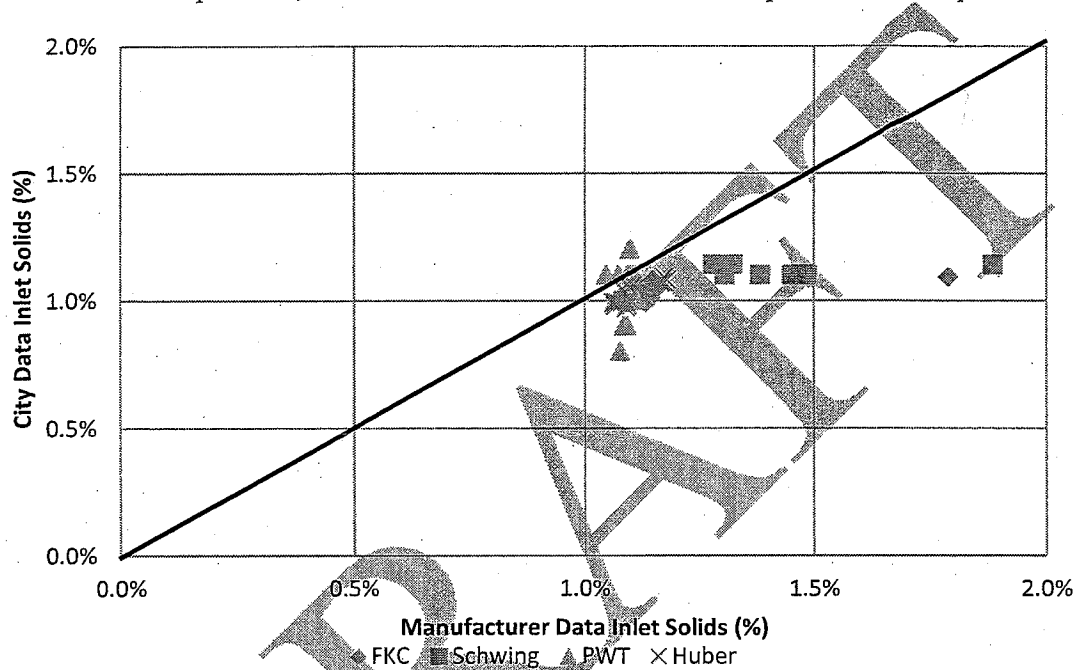 2.0%
1.5%
1.0%
0.5%
0.0%
City Data Inlet Solids (%)
0.0% 0.5% 1.0% 1.5% 2.0%
Manufacturer Data Inlet Solids (%)
FKC Schwing PWT Huber
DRAFT